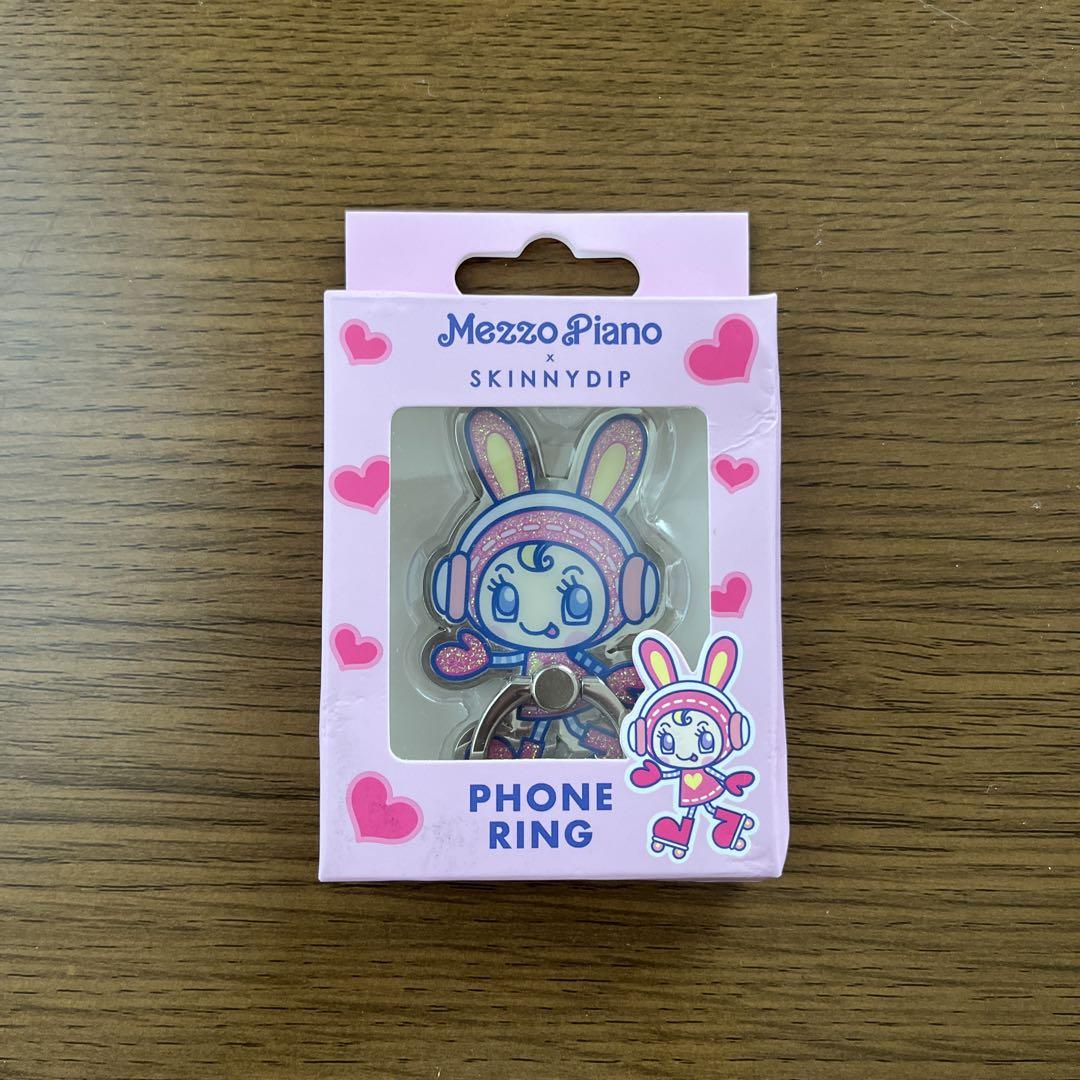 Mezzo Piano
x
SKINNYDIP
PHONE
RING